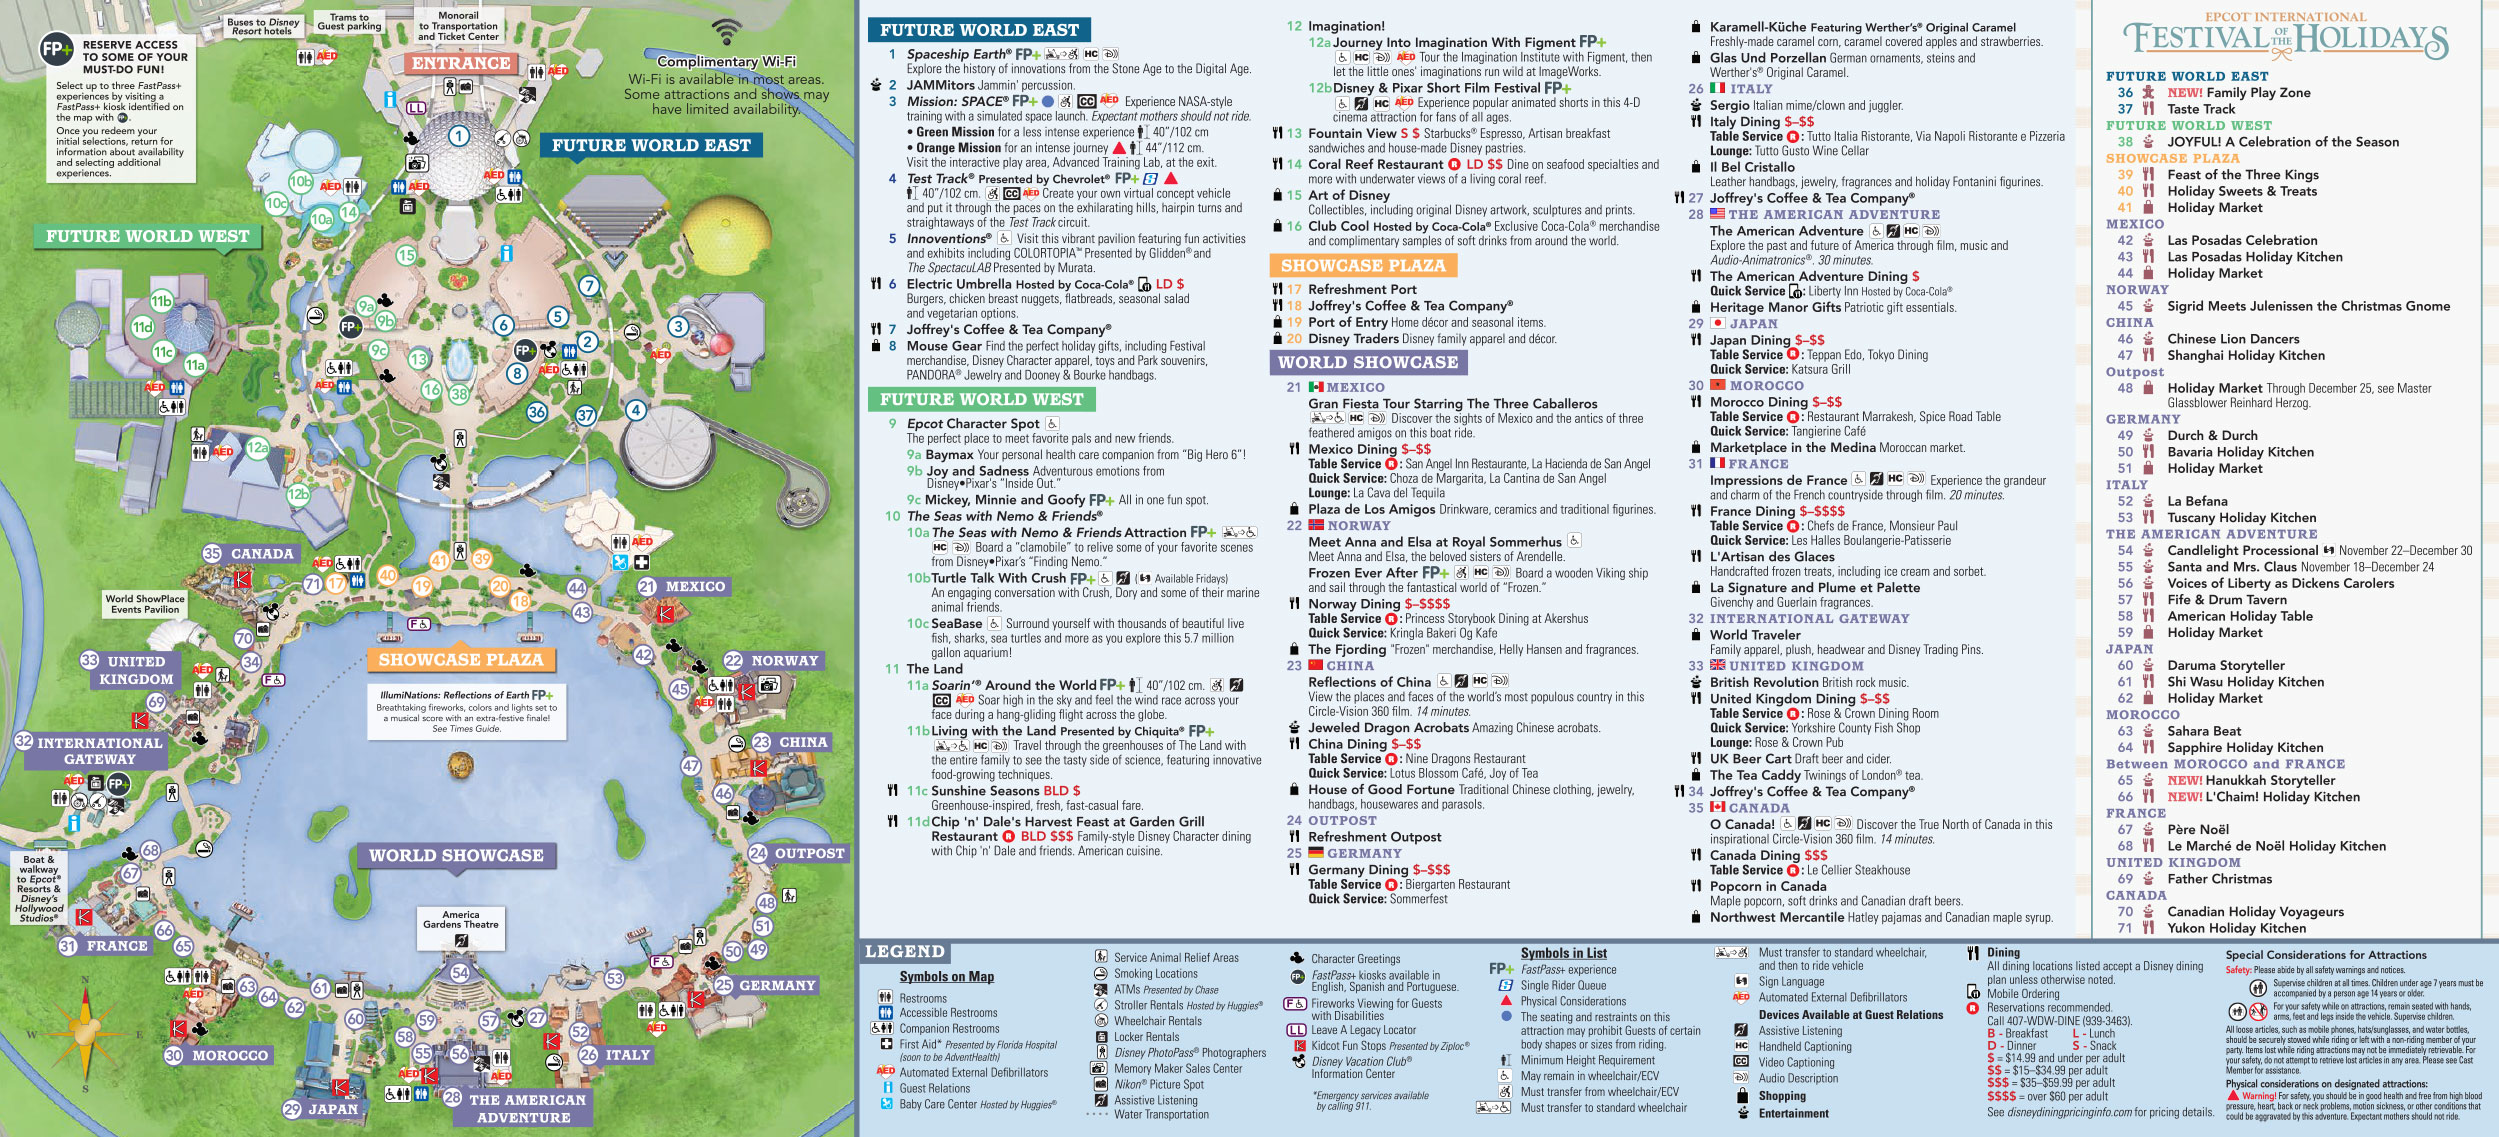 Buses to Disney
Resort hotels
Trams to
Guest parking
Monorail
to Transportation
and Ticket Center
FP+
RESERVE ACCESS
TO SOME OF YOUR
MUST-DO FUN!
Select up to three FastPass+
experiences by visiting a
FastPass+ kiosk identified on
the map with FP+.
Once you redeem your
initial selections, return for
information about availability
and selecting additional
experiences.
ENTRANCE
Complimentary Wi-Fi
Wi-Fi is available in most areas.
Some attractions and shows may
have limited availability.
FUTURE WORLD EAST
FUTURE WORLD WEST
35 CANADA
World ShowPlace
Events Pavilion
21 MEXICO
SHOWCASE PLAZA
33 UNITED
KINGDOM
22 NORWAY
IllumiNations: Reflections of Earth FP+
Breathtaking fireworks, colors and lights set to
a musical score with an extra-festive finale!
See Times Guide.
32 INTERNATIONAL
GATEWAY
23 CHINA
Boat &
walkway
to Epcot®
Resorts &
Disney's
Hollywood
Studios®
WORLD SHOWCASE
24 OUTPOST
America
Gardens Theatre
31 FRANCE
25 GERMANY
30 MOROCCO
26 ITALY
29 JAPAN
28 THE AMERICAN
ADVENTURE
N
W
E
S
FUTURE WORLD EAST
1 Spaceship Earth® FP+ HC
Explore the history of innovations from the Stone Age to the Digital Age.
2 JAMMitors Jammin' percussion.
3 Mission: SPACE® FP+ CC AED Experience NASA-style
training with a simulated space launch. Expectant mothers should not ride.
• Green Mission for a less intense experience 40"/102 cm
• Orange Mission for an intense journey 44"/112 cm.
Visit the interactive play area, Advanced Training Lab, at the exit.
4 Test Track® Presented by Chevrolet® FP+ S
40"/102 cm. CC AED Create your own virtual concept vehicle
and put it through the paces on the exhilarating hills, hairpin turns and
straightaways of the Test Track circuit.
5 Innoventions® Visit this vibrant pavilion featuring fun activities
and exhibits including COLORTOPIA™ Presented by Glidden® and
The SpectacuLAB Presented by Murata.
6 Electric Umbrella Hosted by Coca-Cola® LD $
Burgers, chicken breast nuggets, flatbreads, seasonal salad
and vegetarian options.
7 Joffrey's Coffee & Tea Company®
8 Mouse Gear Find the perfect holiday gifts, including Festival
merchandise, Disney Character apparel, toys and Park souvenirs,
PANDORA® Jewelry and Dooney & Bourke handbags.
FUTURE WORLD WEST
9 Epcot Character Spot
The perfect place to meet favorite pals and new friends.
9a Baymax Your personal health care companion from "Big Hero 6"!
9b Joy and Sadness Adventurous emotions from
Disney•Pixar's "Inside Out."
9c Mickey, Minnie and Goofy FP+ All in one fun spot.
10 The Seas with Nemo & Friends®
10a The Seas with Nemo & Friends Attraction FP+
HC Board a "clamobile" to relive some of your favorite scenes
from Disney•Pixar's "Finding Nemo."
10b Turtle Talk With Crush FP+ ( Available Fridays)
An engaging conversation with Crush, Dory and some of their marine
animal friends.
10c SeaBase Surround yourself with thousands of beautiful live
fish, sharks, sea turtles and more as you explore this 5.7 million
gallon aquarium!
11 The Land
11a Soarin'® Around the World FP+ 40"/102 cm.
CC AED Soar high in the sky and feel the wind race across your
face during a hang-gliding flight across the globe.
11b Living with the Land Presented by Chiquita® FP+
HC Travel through the greenhouses of The Land with
the entire family to see the tasty side of science, featuring innovative
food-growing techniques.
11c Sunshine Seasons BLD $
Greenhouse-inspired, fresh, fast-casual fare.
11d Chip 'n' Dale's Harvest Feast at Garden Grill
Restaurant R BLD $$$ Family-style Disney Character dining
with Chip 'n' Dale and friends. American cuisine.
12 Imagination!
12a Journey Into Imagination With Figment FP+
HC AED Tour the Imagination Institute with Figment, then
let the little ones' imaginations run wild at ImageWorks.
12b Disney & Pixar Short Film Festival FP+
HC AED Experience popular animated shorts in this 4-D
cinema attraction for fans of all ages.
13 Fountain View S $ Starbucks® Espresso, Artisan breakfast
sandwiches and house-made Disney pastries.
14 Coral Reef Restaurant R LD $$ Dine on seafood specialties and
more with underwater views of a living coral reef.
15 Art of Disney
Collectibles, including original Disney artwork, sculptures and prints.
16 Club Cool Hosted by Coca-Cola® Exclusive Coca-Cola® merchandise
and complimentary samples of soft drinks from around the world.
SHOWCASE PLAZA
17 Refreshment Port
18 Joffrey's Coffee & Tea Company®
19 Port of Entry Home décor and seasonal items.
20 Disney Traders Disney family apparel and décor.
WORLD SHOWCASE
21 MEXICO
Gran Fiesta Tour Starring The Three Caballeros
HC Discover the sights of Mexico and the antics of three
feathered amigos on this boat ride.
Mexico Dining $–$$
Table Service R: San Angel Inn Restaurante, La Hacienda de San Angel
Quick Service: Choza de Margarita, La Cantina de San Angel
Lounge: La Cava del Tequila
Plaza de Los Amigos Drinkware, ceramics and traditional figurines.
22 NORWAY
Meet Anna and Elsa at Royal Sommerhus
Meet Anna and Elsa, the beloved sisters of Arendelle.
Frozen Ever After FP+ HC Board a wooden Viking ship
and sail through the fantastical world of "Frozen."
Norway Dining $–$$$$
Table Service R: Princess Storybook Dining at Akershus
Quick Service: Kringla Bakeri Og Kafe
The Fjording "Frozen" merchandise, Helly Hansen and fragrances.
23 CHINA
Reflections of China HC
View the places and faces of the world's most populous country in this
Circle-Vision 360 film. 14 minutes.
Jeweled Dragon Acrobats Amazing Chinese acrobats.
China Dining $–$$
Table Service R: Nine Dragons Restaurant
Quick Service: Lotus Blossom Café, Joy of Tea
House of Good Fortune Traditional Chinese clothing, jewelry,
handbags, housewares and parasols.
24 OUTPOST
Refreshment Outpost
25 GERMANY
Germany Dining $–$$$
Table Service R: Biergarten Restaurant
Quick Service: Sommerfest
Karamell-Küche Featuring Werther's® Original Caramel
Freshly-made caramel corn, caramel covered apples and strawberries.
Glas Und Porzellan German ornaments, steins and
Werther's® Original Caramel.
26 ITALY
Sergio Italian mime/clown and juggler.
Italy Dining $–$$
Table Service R: Tutto Italia Ristorante, Via Napoli Ristorante e Pizzeria
Lounge: Tutto Gusto Wine Cellar
Il Bel Cristallo
Leather handbags, jewelry, fragrances and holiday Fontanini figurines.
27 Joffrey's Coffee & Tea Company®
28 THE AMERICAN ADVENTURE
The American Adventure HC
Explore the past and future of America through film, music and
Audio-Animatronics®. 30 minutes.
The American Adventure Dining $
Quick Service : Liberty Inn Hosted by Coca-Cola®
Heritage Manor Gifts Patriotic gift essentials.
29 JAPAN
Japan Dining $–$$
Table Service R: Teppan Edo, Tokyo Dining
Quick Service: Katsura Grill
30 MOROCCO
Morocco Dining $–$$
Table Service R: Restaurant Marrakesh, Spice Road Table
Quick Service: Tangierine Café
Marketplace in the Medina Moroccan market.
31 FRANCE
Impressions de France HC Experience the grandeur
and charm of the French countryside through film. 20 minutes.
France Dining $–$$$$
Table Service R: Chefs de France, Monsieur Paul
Quick Service: Les Halles Boulangerie-Patisserie
L'Artisan des Glaces
Handcrafted frozen treats, including ice cream and sorbet.
La Signature and Plume et Palette
Givenchy and Guerlain fragrances.
32 INTERNATIONAL GATEWAY
World Traveler
Family apparel, plush, headwear and Disney Trading Pins.
33 UNITED KINGDOM
British Revolution British rock music.
United Kingdom Dining $–$$
Table Service R: Rose & Crown Dining Room
Quick Service: Yorkshire County Fish Shop
Lounge: Rose & Crown Pub
UK Beer Cart Draft beer and cider.
The Tea Caddy Twinings of London® tea.
34 Joffrey's Coffee & Tea Company®
35 CANADA
O Canada! HC Discover the True North of Canada in this
inspirational Circle-Vision 360 film. 14 minutes.
Canada Dining $$$
Table Service R: Le Cellier Steakhouse
Popcorn in Canada
Maple popcorn, soft drinks and Canadian draft beers.
Northwest Mercantile Hatley pajamas and Canadian maple syrup.
EPCOT INTERNATIONAL
FESTIVAL OF THE HOLIDAYS
FUTURE WORLD EAST
36 NEW! Family Play Zone
37 Taste Track
FUTURE WORLD WEST
38 JOYFUL! A Celebration of the Season
SHOWCASE PLAZA
39 Feast of the Three Kings
40 Holiday Sweets & Treats
41 Holiday Market
MEXICO
42 Las Posadas Celebration
43 Las Posadas Holiday Kitchen
44 Holiday Market
NORWAY
45 Sigrid Meets Julenissen the Christmas Gnome
CHINA
46 Chinese Lion Dancers
47 Shanghai Holiday Kitchen
Outpost
48 Holiday Market Through December 25, see Master
Glassblower Reinhard Herzog.
GERMANY
49 Durch & Durch
50 Bavaria Holiday Kitchen
51 Holiday Market
ITALY
52 La Befana
53 Tuscany Holiday Kitchen
THE AMERICAN ADVENTURE
54 Candlelight Processional November 22–December 30
55 Santa and Mrs. Claus November 18–December 24
56 Voices of Liberty as Dickens Carolers
57 Fife & Drum Tavern
58 American Holiday Table
59 Holiday Market
JAPAN
60 Daruma Storyteller
61 Shi Wasu Holiday Kitchen
62 Holiday Market
MOROCCO
63 Sahara Beat
64 Sapphire Holiday Kitchen
Between MOROCCO and FRANCE
65 NEW! Hanukkah Storyteller
66 NEW! L'Chaim! Holiday Kitchen
FRANCE
67 Père Noël
68 Le Marché de Noël Holiday Kitchen
UNITED KINGDOM
69 Father Christmas
CANADA
70 Canadian Holiday Voyageurs
71 Yukon Holiday Kitchen
LEGEND
Symbols on Map
Restrooms
Accessible Restrooms
Companion Restrooms
First Aid* Presented by Florida Hospital
(soon to be AdventHealth)
AED Automated External Defibrillators
Guest Relations
Baby Care Center Hosted by Huggies®
Service Animal Relief Areas
Smoking Locations
ATMs Presented by Chase
Stroller Rentals Hosted by Huggies®
Wheelchair Rentals
Locker Rentals
Disney PhotoPass® Photographers
Memory Maker Sales Center
Nikon® Picture Spot
Assistive Listening
Water Transportation
Character Greetings
FastPass+ kiosks available in
English, Spanish and Portuguese.
Fireworks Viewing for Guests
with Disabilities
LL Leave A Legacy Locator
Kidcot Fun Stops Presented by Ziploc®
Disney Vacation Club®
Information Center
*Emergency services available
by calling 911.
Symbols in List
FP+ FastPass+ experience
S Single Rider Queue
Physical Considerations
The seating and restraints on this
attraction may prohibit Guests of certain
body shapes or sizes from riding.
Minimum Height Requirement
May remain in wheelchair/ECV
Must transfer from wheelchair/ECV
Must transfer to standard wheelchair
Must transfer to standard wheelchair,
and then to ride vehicle
Sign Language
AED Automated External Defibrillators
Devices Available at Guest Relations
Assistive Listening
HC Handheld Captioning
CC Video Captioning
Audio Description
Shopping
Entertainment
Dining
All dining locations listed accept a Disney dining
plan unless otherwise noted.
Mobile Ordering
R Reservations recommended.
Call 407-WDW-DINE (939-3463).
B - Breakfast L - Lunch
D - Dinner S - Snack
$ = $14.99 and under per adult
$$ = $15–$34.99 per adult
$$$ = $35–$59.99 per adult
$$$$ = over $60 per adult
See disneydiningpricinginfo.com for pricing details.
Special Considerations for Attractions
Safety: Please abide by all safety warnings and notices.
Supervise children at all times. Children under age 7 years must be
accompanied by a person age 14 years or older.
For your safety while on attractions, remain seated with hands,
arms, feet and legs inside the vehicle. Supervise children.
All loose articles, such as mobile phones, hats/sunglasses, and water bottles,
should be securely stowed while riding or left with a non-riding member of your
party. Items lost while riding attractions may not be immediately retrievable. For
your safety, do not attempt to retrieve lost articles in any area. Please see Cast
Member for assistance.
Physical considerations on designated attractions:
Warning! For safety, you should be in good health and free from high blood
pressure, heart, back or neck problems, motion sickness, or other conditions that
could be aggravated by this adventure. Expectant mothers should not ride.